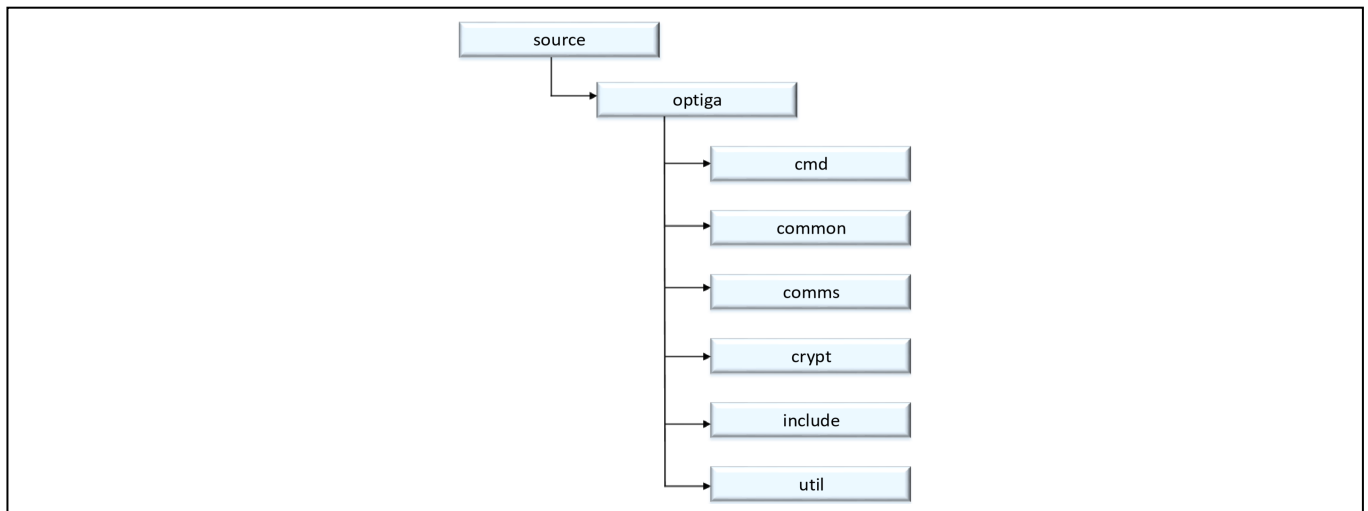 source
optiga
cmd
common
comms
crypt
include
util